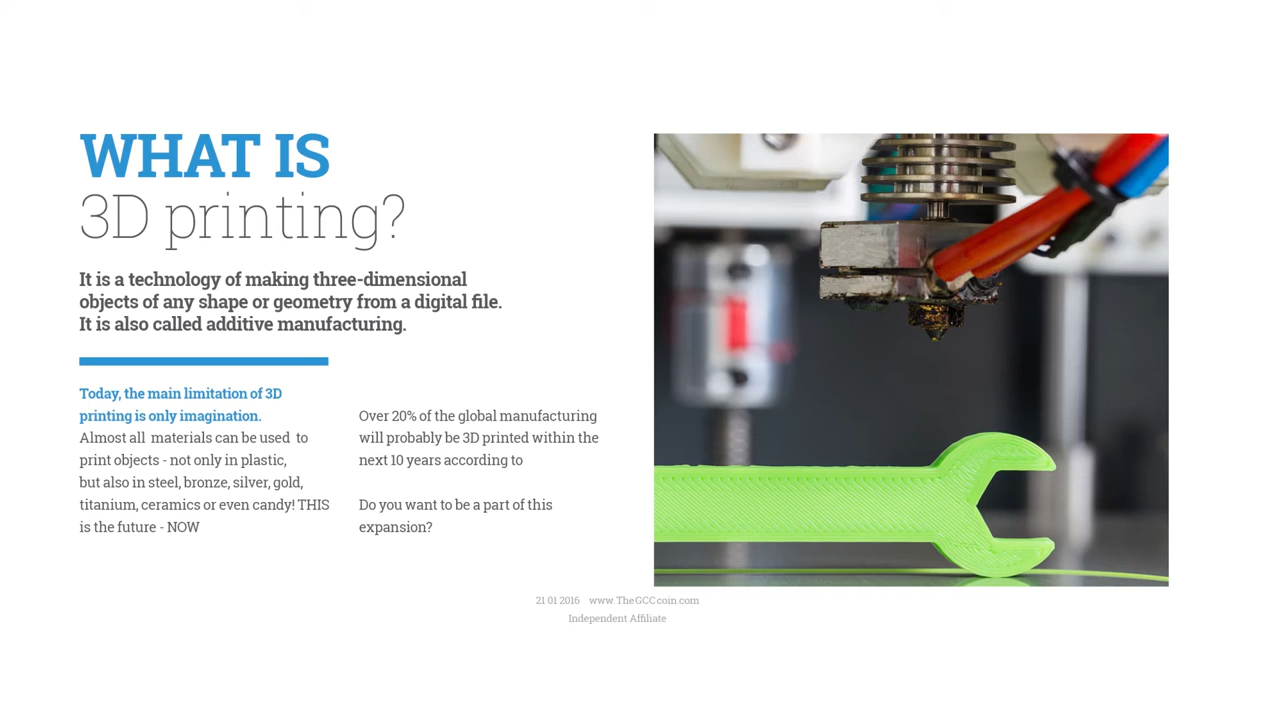 WHAT IS
3D printing?
It is a technology of making three-dimensional
objects of any shape or geometry from a digital file.
It is also called additive manufacturing.
Today, the main limitation of 3D
printing is only imagination.
Almost all materials can be used to
print objects - not only in plastic,
but also in steel, bronze, silver, gold,
titanium, ceramics or even candy! THIS
is the future - NOW
Over 20% of the global manufacturing
will probably be 3D printed within the
next 10 years according to
Do you want to be a part of this
expansion?
21 01 2016 www.TheGCCcoin.com
Independent Affiliate